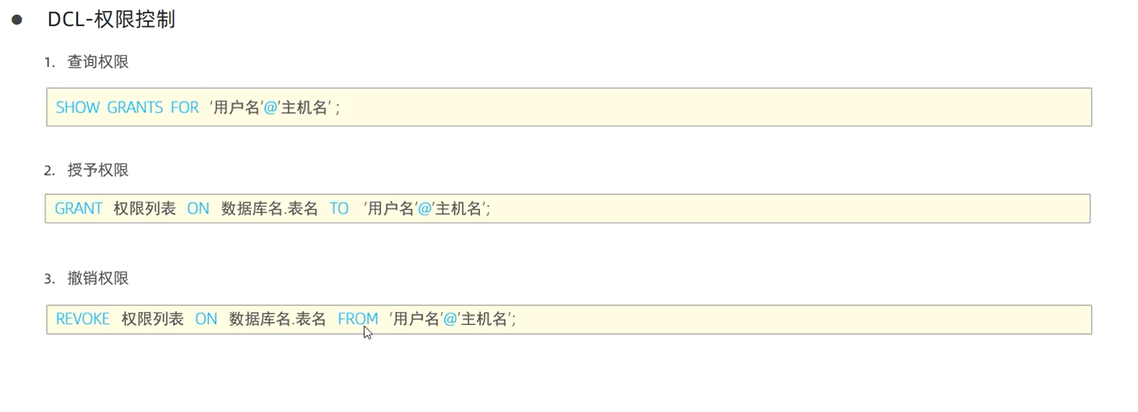 ● DCL-权限控制
1. 查询权限
SHOW GRANTS FOR '用户名'@'主机名' ;
2. 授予权限
GRANT 权限列表 ON 数据库名.表名 TO '用户名'@'主机名';
3. 撤销权限
REVOKE 权限列表 ON 数据库名.表名 FROM '用户名'@'主机名';